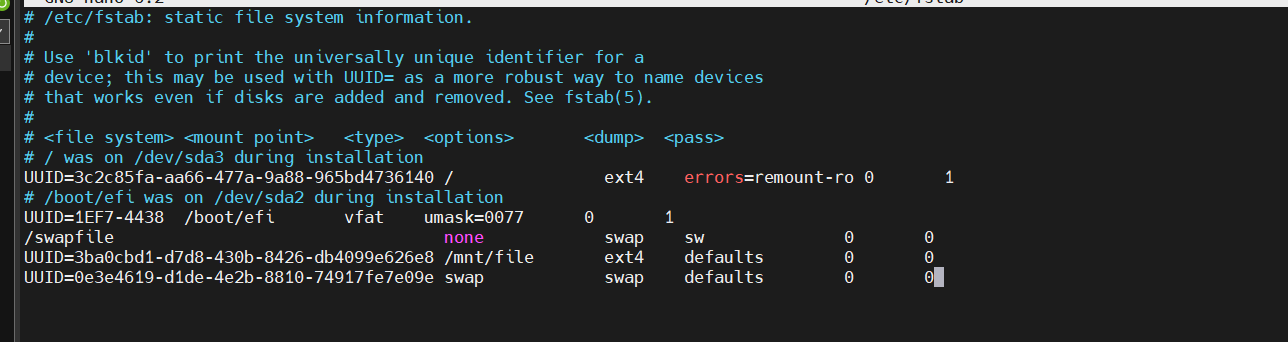 # /etc/fstab: static file system information.
#
# Use 'blkid' to print the universally unique identifier for a
# device; this may be used with UUID= as a more robust way to name devices
# that works even if disks are added and removed. See fstab(5).
#
# <file system> <mount point>   <type>  <options>       <dump>  <pass>
# / was on /dev/sda3 during installation
UUID=3c2c85fa-aa66-477a-9a88-965bd4736140 /               ext4    errors=remount-ro 0       1
# /boot/efi was on /dev/sda2 during installation
UUID=1EF7-4438  /boot/efi       vfat    umask=0077      0       1
/swapfile                                 none            swap    sw              0       0
UUID=3ba0cbd1-d7d8-430b-8426-db4099e626e8 /mnt/file       ext4    defaults        0       0
UUID=0e3e4619-d1de-4e2b-8810-74917fe7e09e swap            swap    defaults        0       0